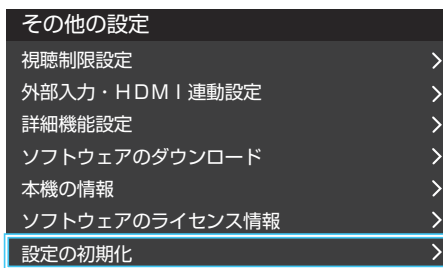 その他の設定
視聴制限設定
外部入力・ＨＤＭＩ連動設定
詳細機能設定
ソフトウェアのダウンロード
本機の情報
ソフトウェアのライセンス情報
設定の初期化